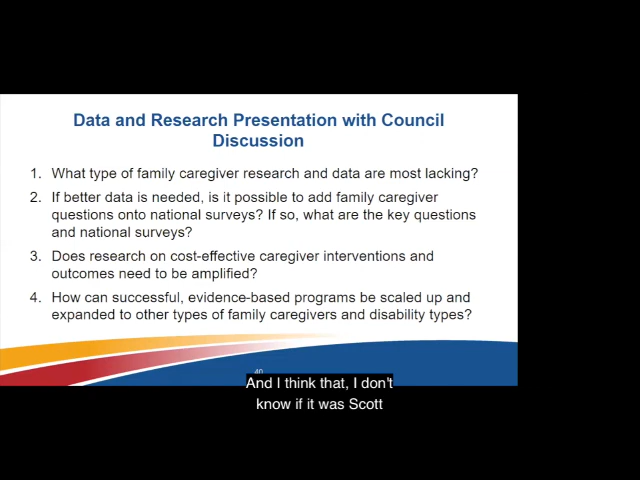 Data and Research Presentation with Council
Discussion
1. What type of family caregiver research and data are most lacking?
2. If better data is needed, is it possible to add family caregiver
questions onto national surveys? If so, what are the key questions
and national surveys?
3. Does research on cost-effective caregiver interventions and
outcomes need to be amplified?
4. How can successful, evidence-based programs be scaled up and
expanded to other types of family caregivers and disability types?
40
And I think that, I don't
know if it was Scott